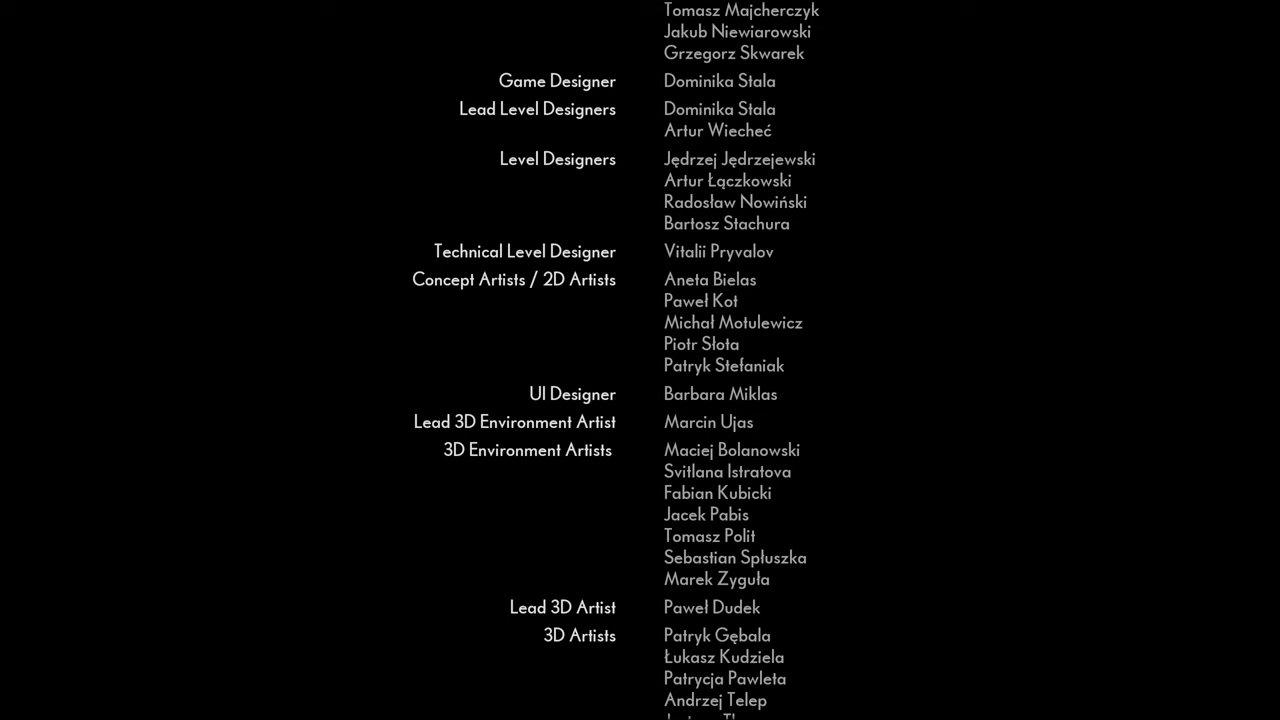 Tomasz Majcherczyk
Jakub Niewiarowski
Grzegorz Skwarek
Game Designer Dominika Stala
Lead Level Designers Dominika Stala
Artur Wiecheć
Level Designers Jędrzej Jędrzejewski
Artur Łączkowski
Radosław Nowiński
Bartosz Stachura
Technical Level Designer Vitalii Pryvalov
Concept Artists / 2D Artists Aneta Bielas
Paweł Kot
Michał Motulewicz
Piotr Słota
Patryk Stefaniak
UI Designer Barbara Miklas
Lead 3D Environment Artist Marcin Ujas
3D Environment Artists Maciej Bolanowski
Svitlana Istratova
Fabian Kubicki
Jacek Pabis
Tomasz Polit
Sebastian Spłuszka
Marek Zyguła
Lead 3D Artist Paweł Dudek
3D Artists Patryk Gębala
Łukasz Kudziela
Patrycja Pawleta
Andrzej Telep